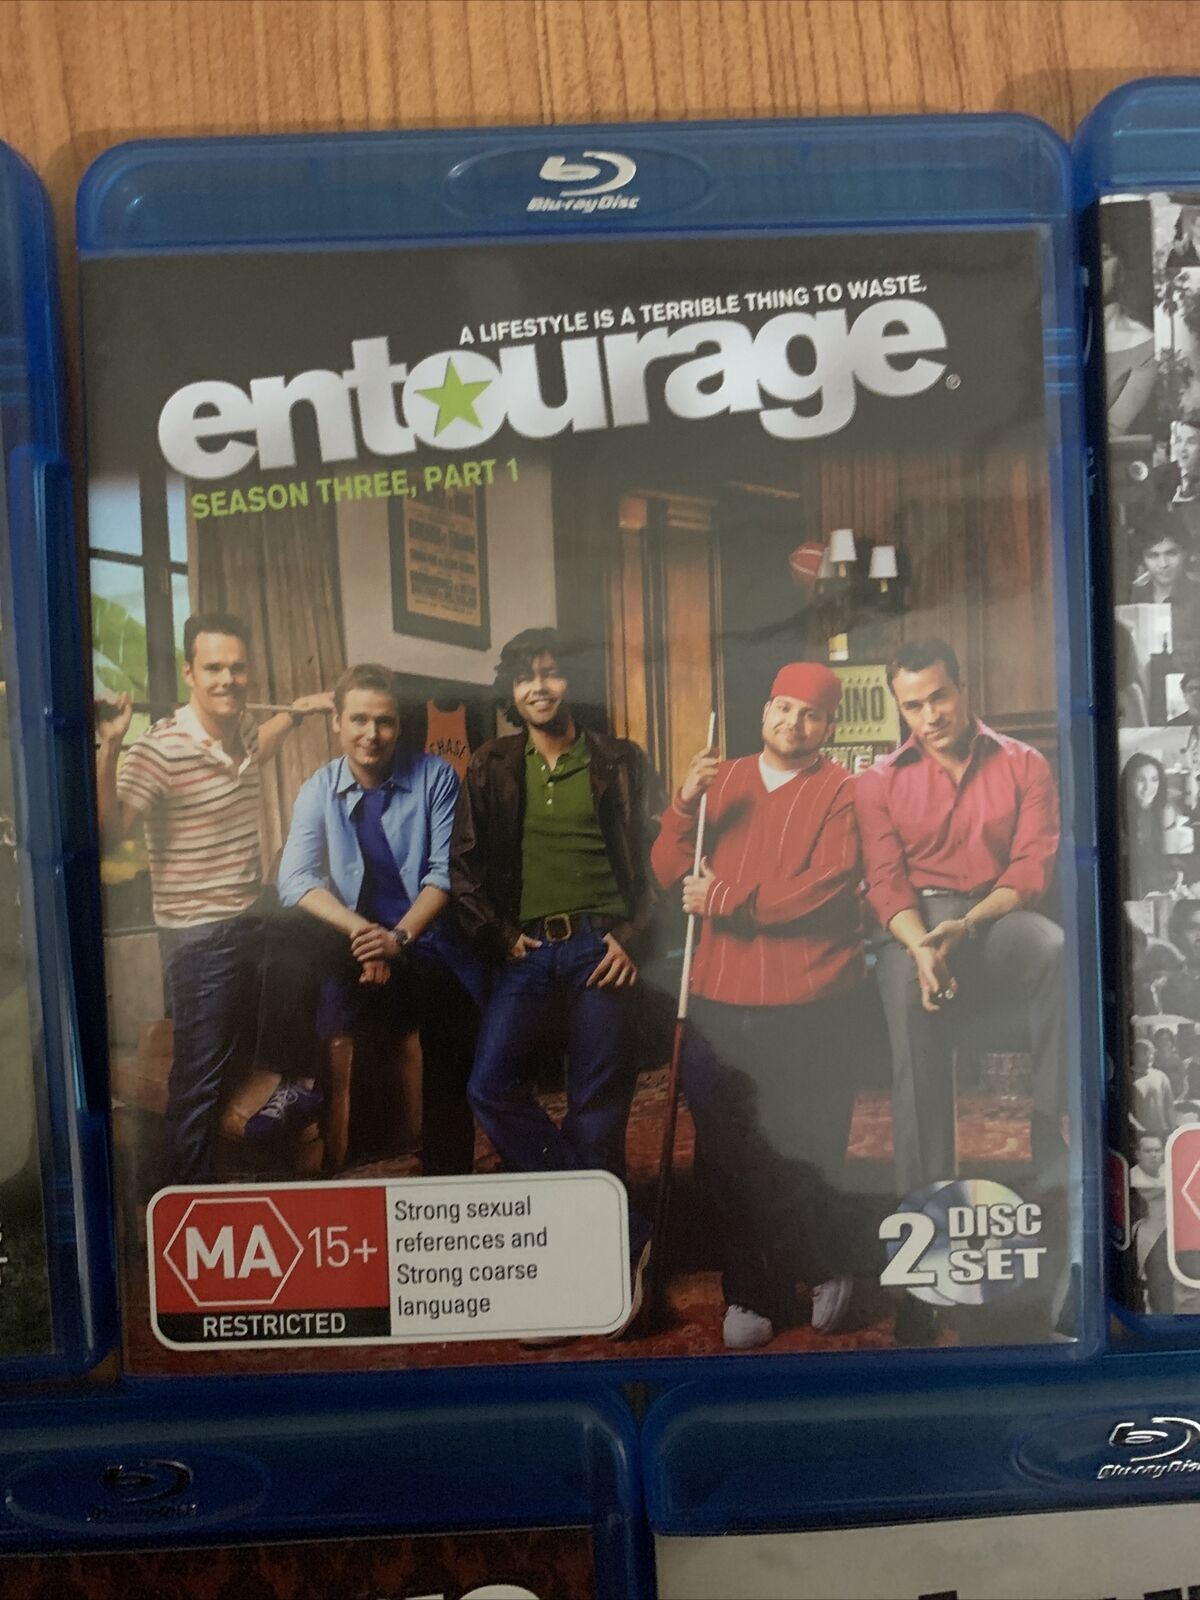 Blu-ray Disc
A LIFESTYLE IS A TERRIBLE THING TO WASTE.
entourage®
SEASON THREE, PART 1
CHASE
MA 15+
RESTRICTED
Strong sexual
references and
Strong coarse
language
2 DISC
SET
Blu-ray Disc